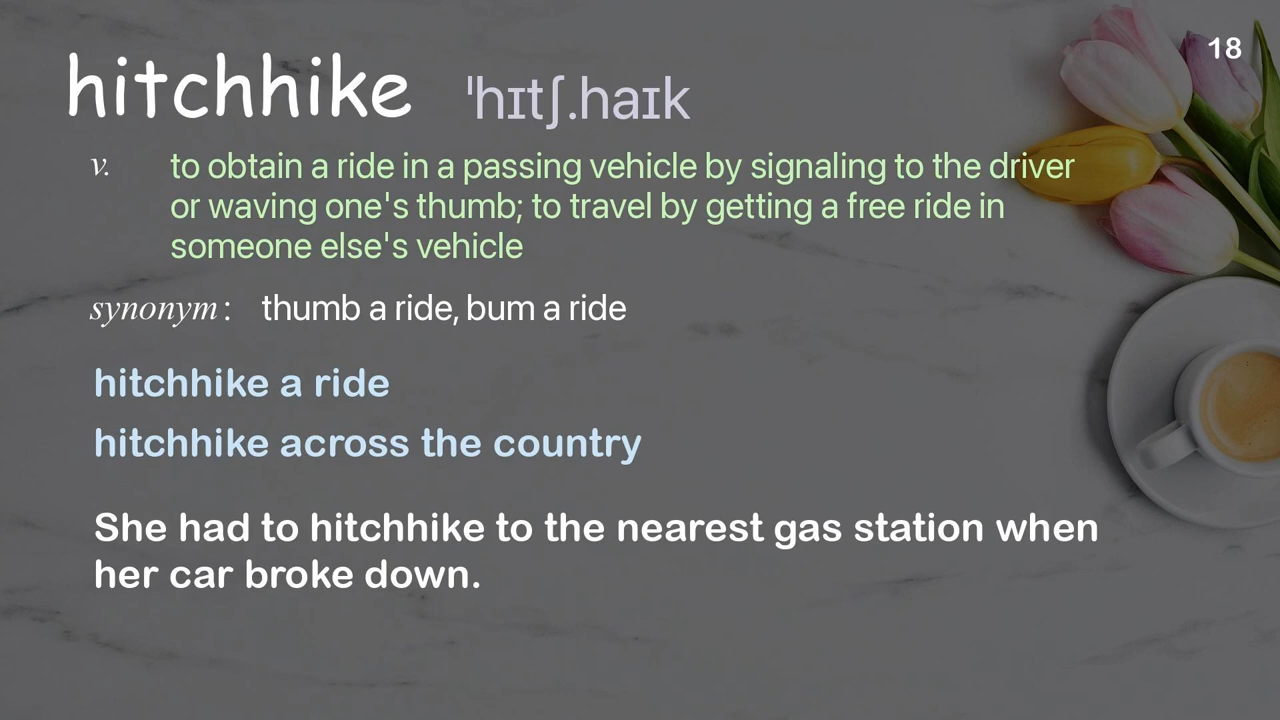 18
hitchhike ˈhɪtʃ.haɪk
v. to obtain a ride in a passing vehicle by signaling to the driver
or waving one's thumb; to travel by getting a free ride in
someone else's vehicle
synonym: thumb a ride, bum a ride
hitchhike a ride
hitchhike across the country
She had to hitchhike to the nearest gas station when
her car broke down.